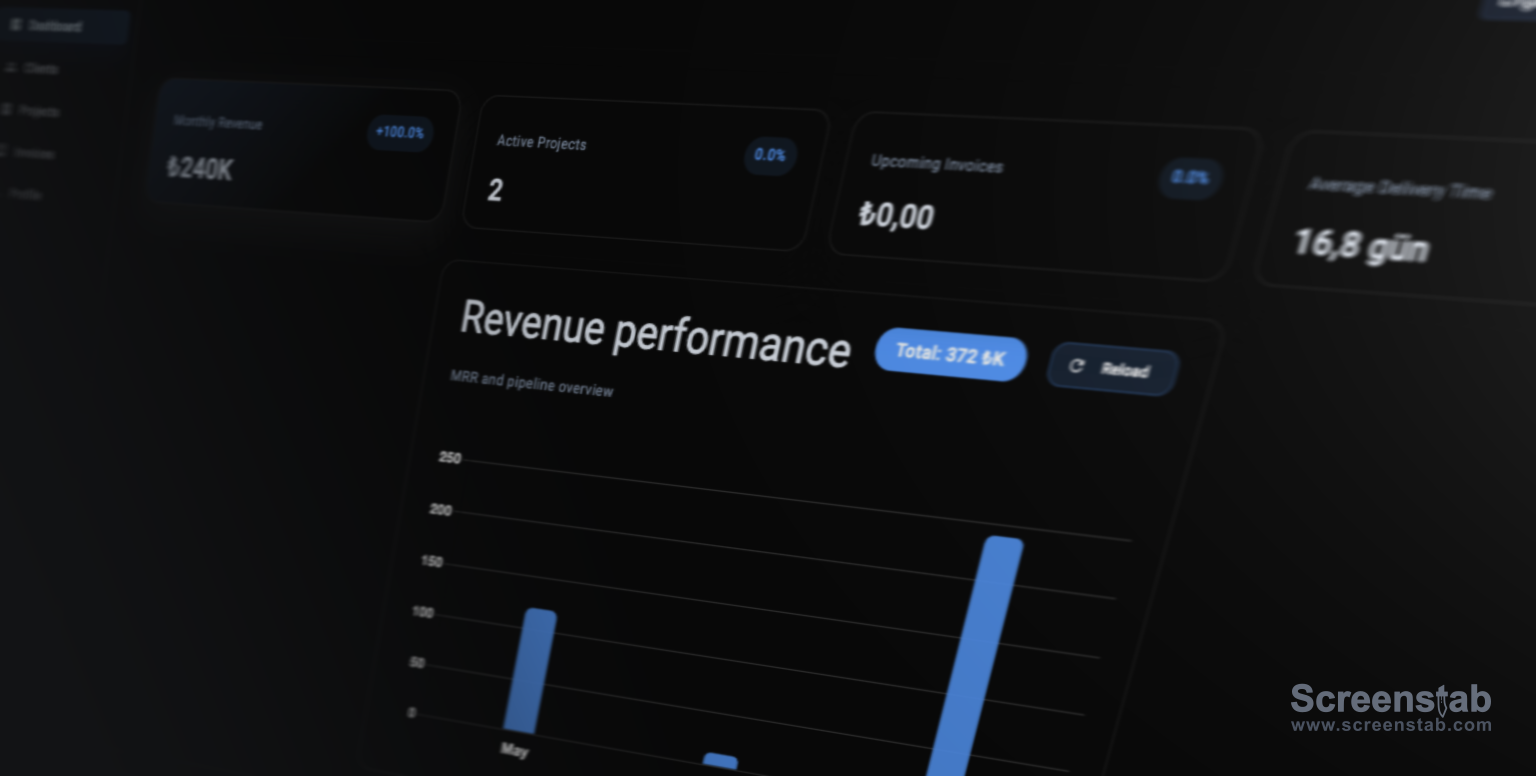 Dashboard
Clients
Projects
Invoices
Profile
Monthly Revenue
+100.0%
₺240K
Active Projects
0.0%
2
Upcoming Invoices
0.0%
₺0,00
Average Delivery Time
16,8 gün
Revenue performance
Total: 372 ₺K
Reload
MRR and pipeline overview
250
200
150
100
50
0
May
Screenstab
www.screenstab.com